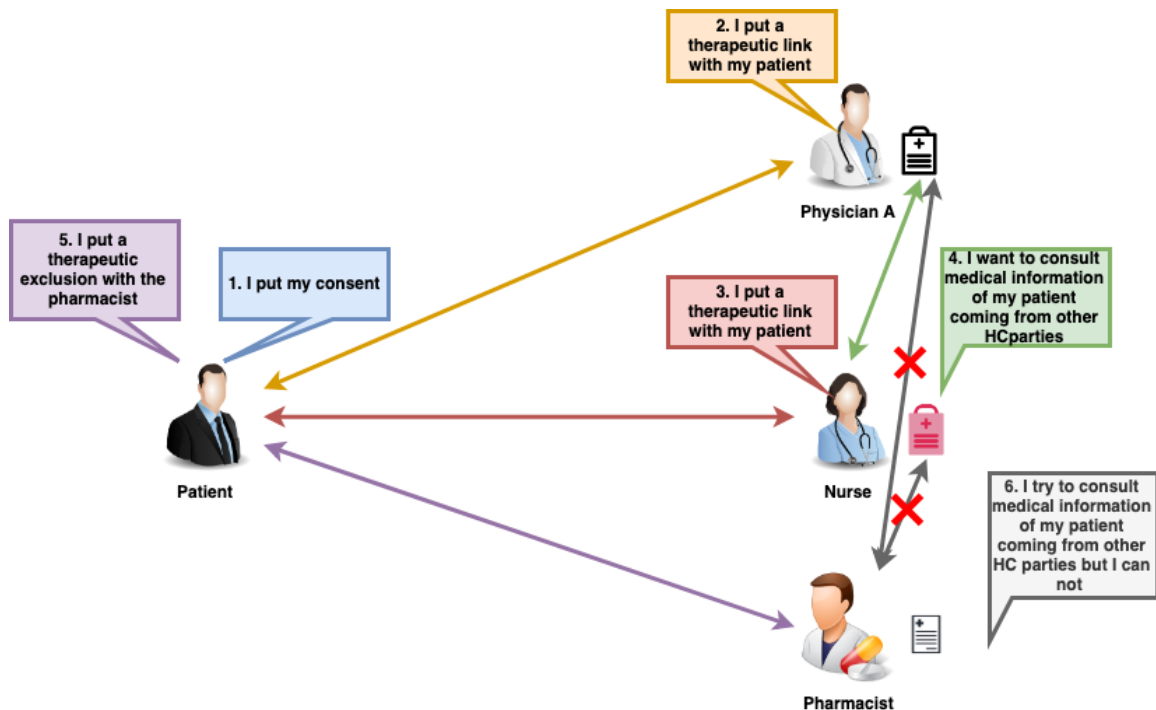 2. I put a
therapeutic link
with my patient
Physician A
5. I put a
therapeutic
exclusion with the
pharmacist
1. I put my consent
3. I put a
therapeutic link
with my patient
4. I want to consult
medical information
of my patient
coming from other
HCparties
Patient
Nurse
6. I try to consult
medical information
of my patient
coming from other
HC parties but I can
not
Pharmacist